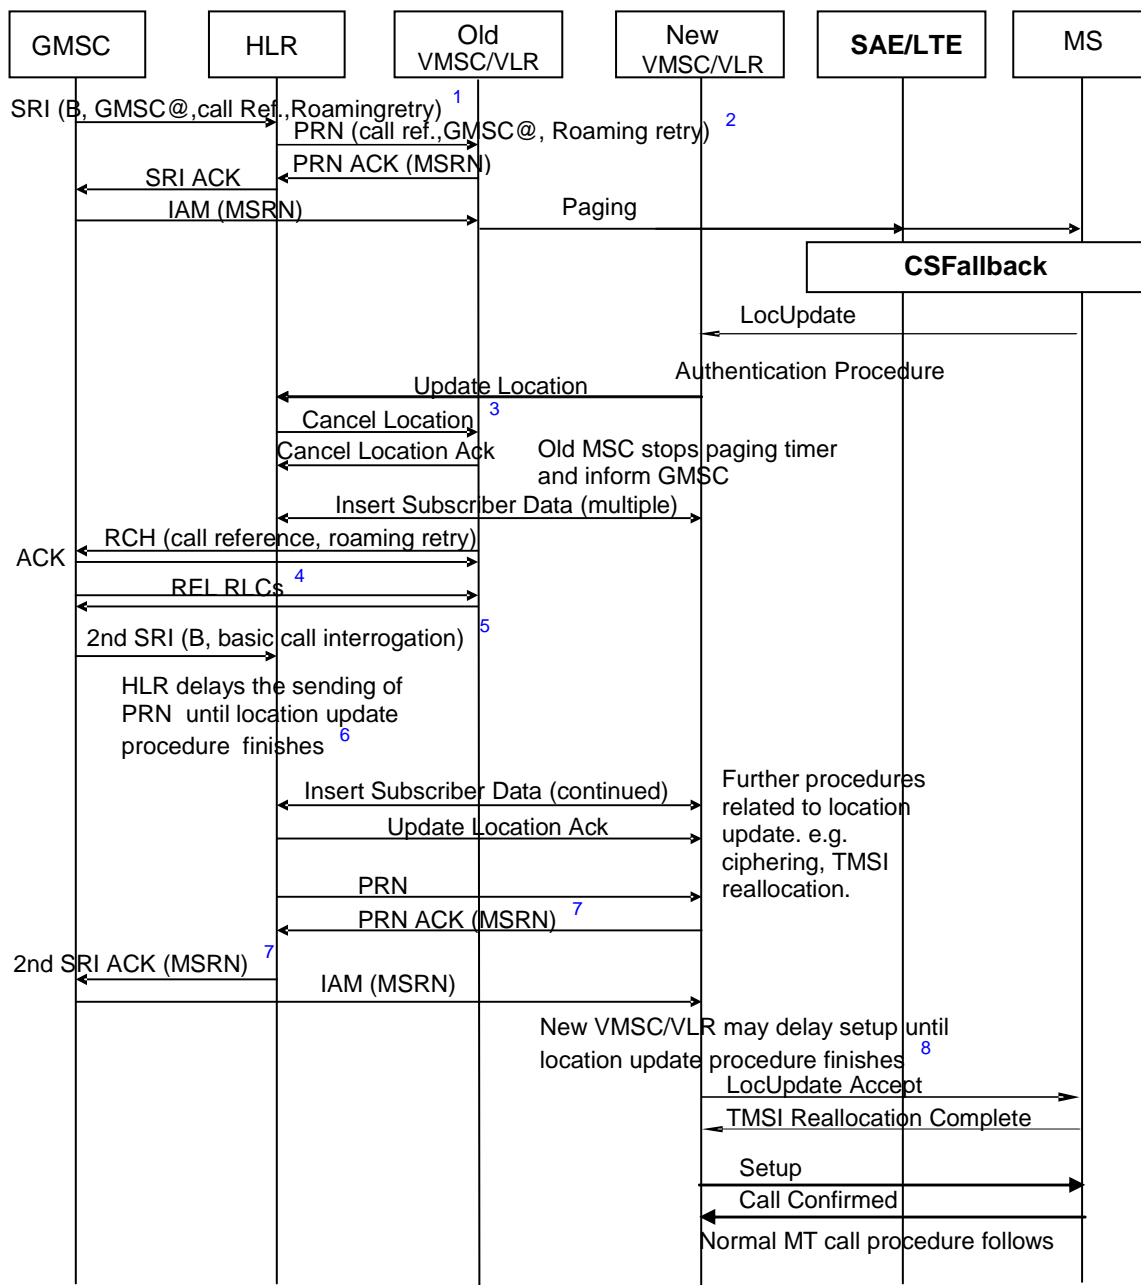 GMSC
HLR
Old
VMSC/VLR
New
VMSC/VLR
SAE/LTE
MS
SRI (B, GMSC@,call Ref.,Roamingretry) 1
PRN (call ref.,GMSC@, Roaming retry) 2
PRN ACK (MSRN)
SRI ACK
IAM (MSRN)
Paging
CSFallback
LocUpdate
Authentication Procedure
Update Location
Cancel Location 3
Cancel Location Ack
Old MSC stops paging timer
and inform GMSC
Insert Subscriber Data (multiple)
RCH (call reference, roaming retry)
ACK
REL RLCs 4
2nd SRI (B, basic call interrogation) 5
HLR delays the sending of
PRN until location update
procedure finishes 6
Further procedures
related to location
update. e.g.
ciphering, TMSI
reallocation.
Insert Subscriber Data (continued)
Update Location Ack
PRN
PRN ACK (MSRN) 7
2nd SRI ACK (MSRN) 7
IAM (MSRN)
New VMSC/VLR may delay setup until
location update procedure finishes 8
LocUpdate Accept
TMSI Reallocation Complete
Setup
Call Confirmed
Normal MT call procedure follows